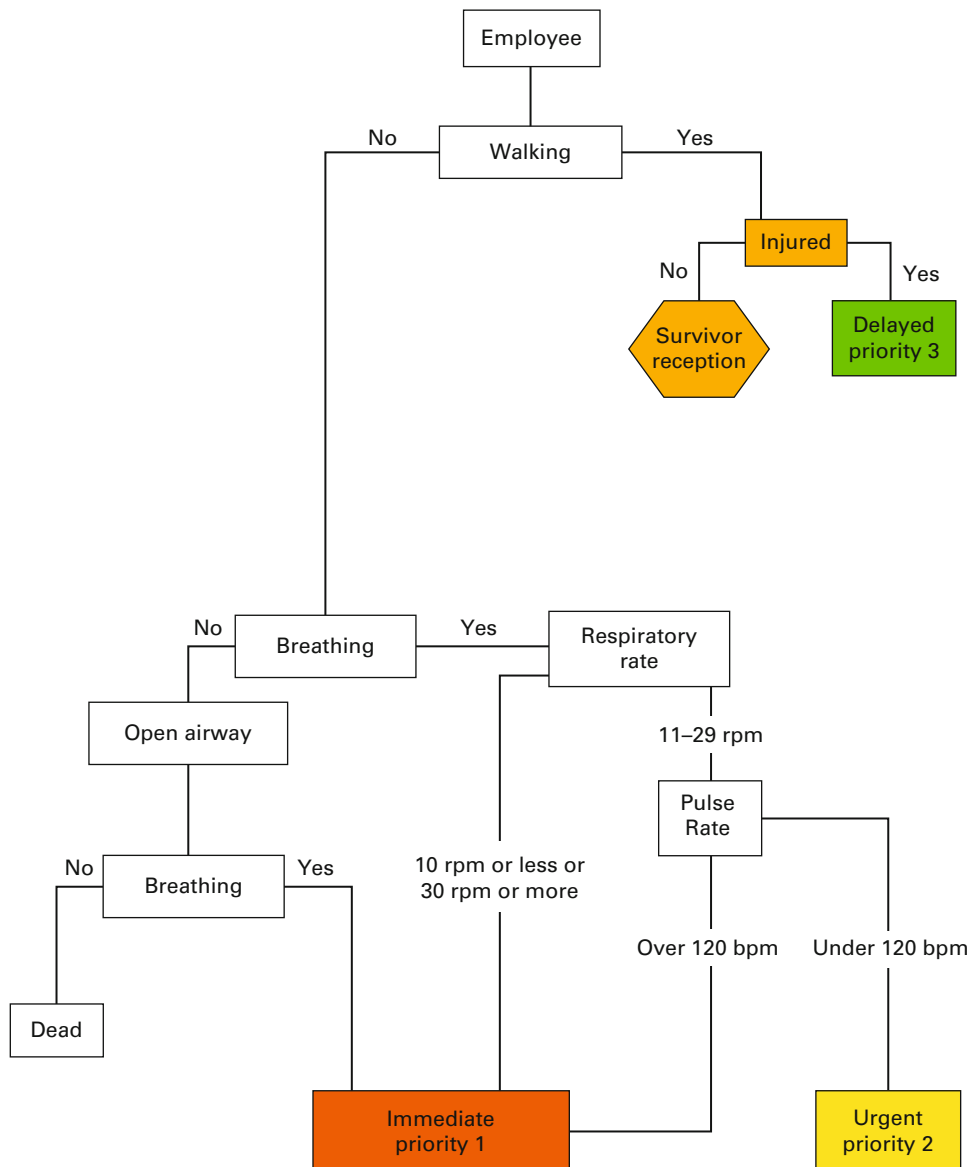 Employee
No
Walking
Yes
Injured
No
Yes
Survivor
reception
Delayed
priority 3
No
Breathing
Yes
Respiratory
rate
Open airway
11–29 rpm
Pulse
Rate
No
Breathing
Yes
10 rpm or less or
30 rpm or more
Over 120 bpm
Under 120 bpm
Dead
Immediate
priority 1
Urgent
priority 2